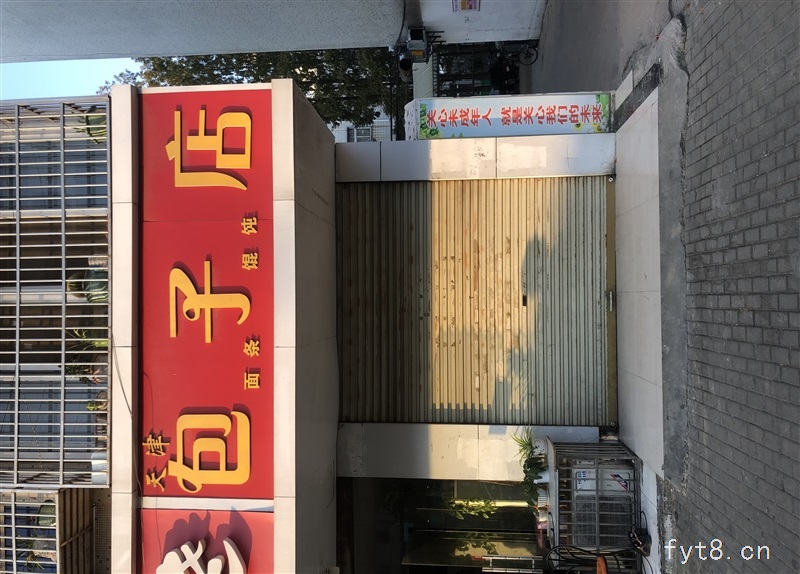 天津
包子店
面条 馄饨
关心未成年人 就是关心我们的未来
fyt8.cn